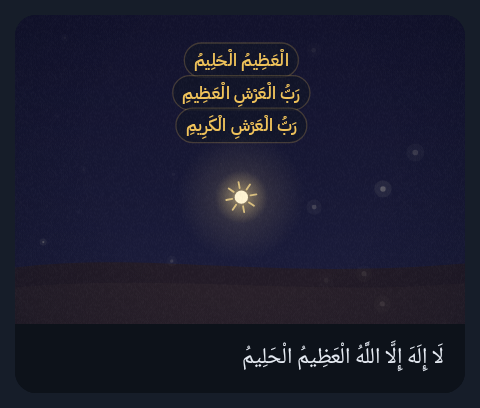 الْعَظِيمُ الْحَلِيمُ
رَبُّ الْعَرْشِ الْعَظِيمِ
رَبُّ الْعَرْشِ الْكَرِيمِ
لَا إِلَهَ إِلَّا اللَّهُ الْعَظِيمُ الْحَلِيمُ